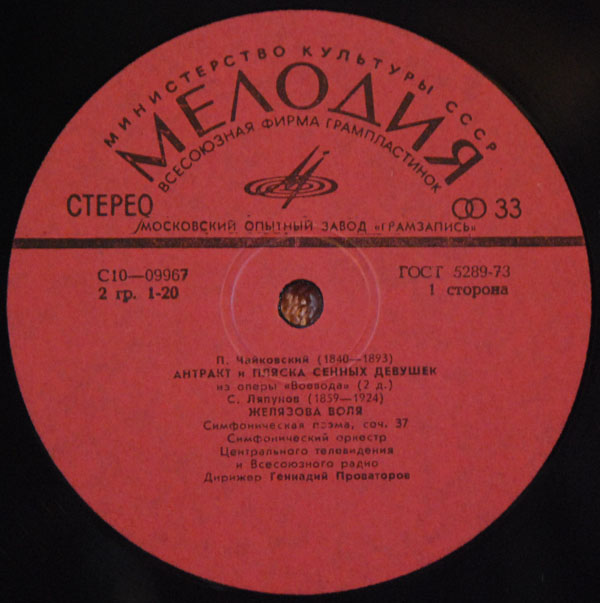 МИНИСТЕРСТВО КУЛЬТУРЫ СССР
МЕЛОДИЯ
ВСЕСОЮЗНАЯ ФИРМА ГРАМПЛАСТИНОК
СТЕРЕО
33
МОСКОВСКИЙ ОПЫТНЫЙ ЗАВОД «ГРАМЗАПИСЬ»
С10—09967
ГОСТ 5289-73
2 гр. 1-20
1 сторона
П. Чайковский (1840—1893)
АНТРАКТ и ПЛЯСКА СЕННЫХ ДЕВУШЕК
из оперы «Воевода» (2 д.)
С. Ляпунов (1859—1924)
ЖЕЛЯЗОВА ВОЛЯ
Симфоническая поэма, соч. 37
Симфонический оркестр
Центрального телевидения
и Всесоюзного радио
Дирижер Геннадий Проваторов